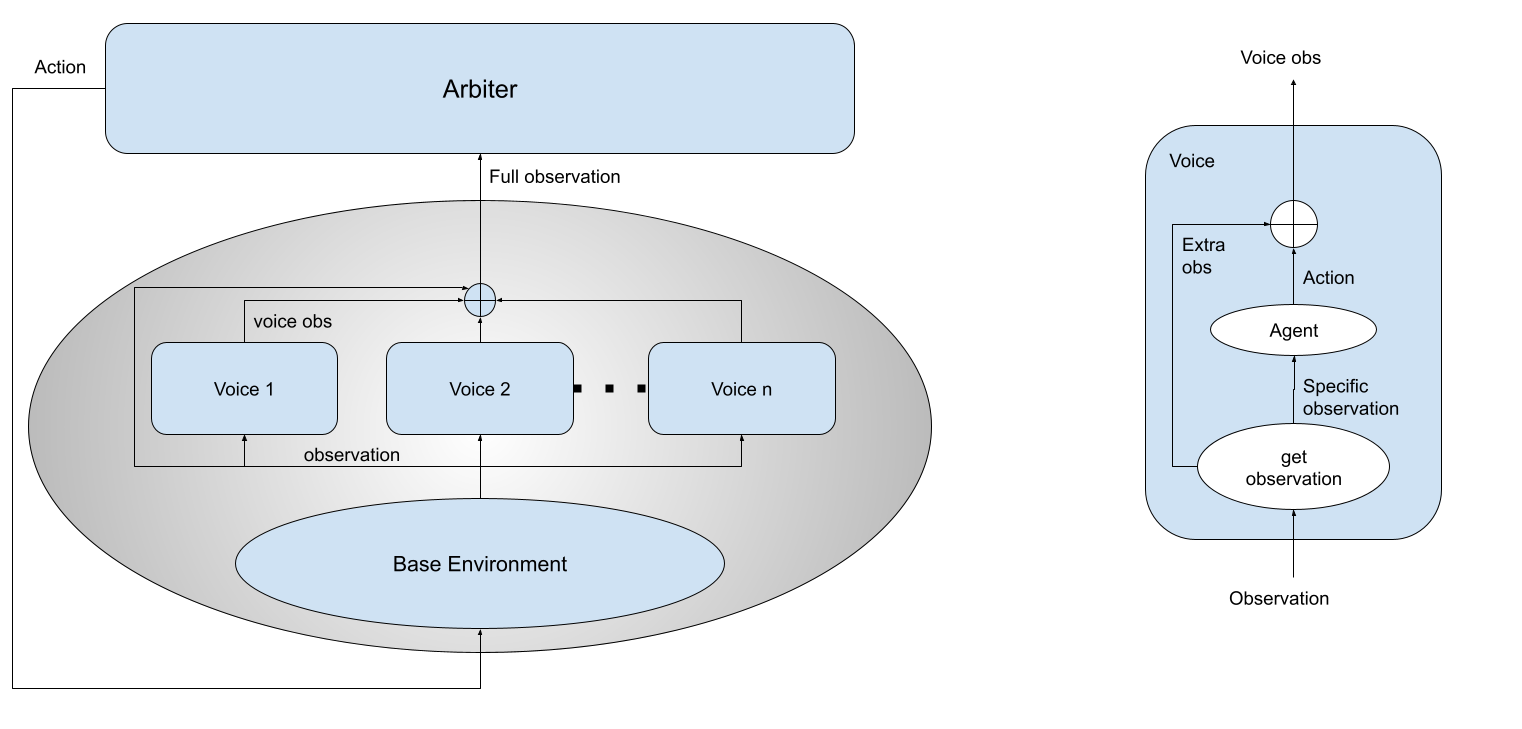 Action
Arbiter
Full observation
voice obs
Voice 1
Voice 2
Voice n
observation
Base Environment
Voice obs
Voice
Extra
obs
Action
Agent
Specific
observation
get
observation
Observation